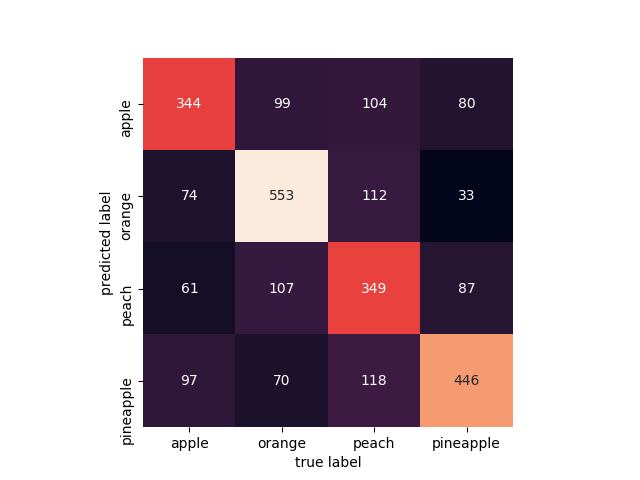 predicted label
apple
344 99 104 80
orange
74 553 112 33
peach
61 107 349 87
pineapple
97 70 118 446
apple orange peach pineapple
true label